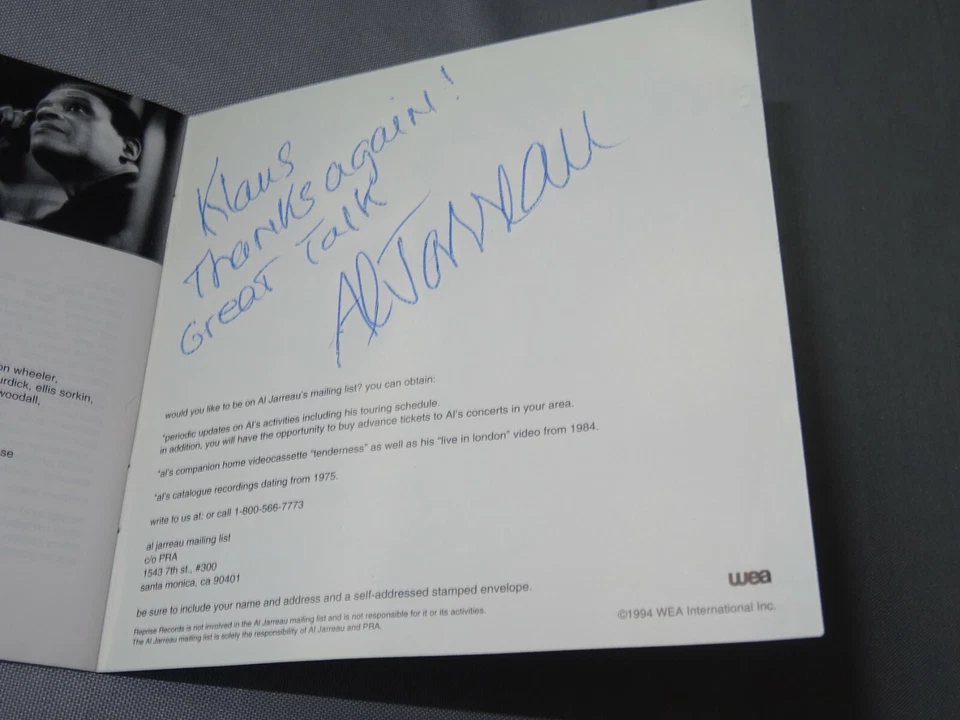 on wheeler,
urdick, ellis sorkin,
woodall,
se
Klaus
Thanks again!
Great Talk
Al Jarreau
would you like to be on Al Jarreau's mailing list? you can obtain:
*periodic updates on Al's activities including his touring schedule.
in addition, you will have the opportunity to buy advance tickets to Al's concerts in your area.
*al's companion home videocassette "tenderness" as well as his "live in london" video from 1984.
*al's catalogue recordings dating from 1975.
write to us at: or call 1-800-566-7773
al jarreau mailing list
c/o PRA
1543 7th st., #300
santa monica, ca 90401
be sure to include your name and address and a self-addressed stamped envelope.
Reprise Records is not involved in the Al Jarreau mailing list and is not responsible for it or its activities.
The Al Jarreau mailing list is solely the responsibility of Al Jarreau and PRA.
wea
©1994 WEA International Inc.